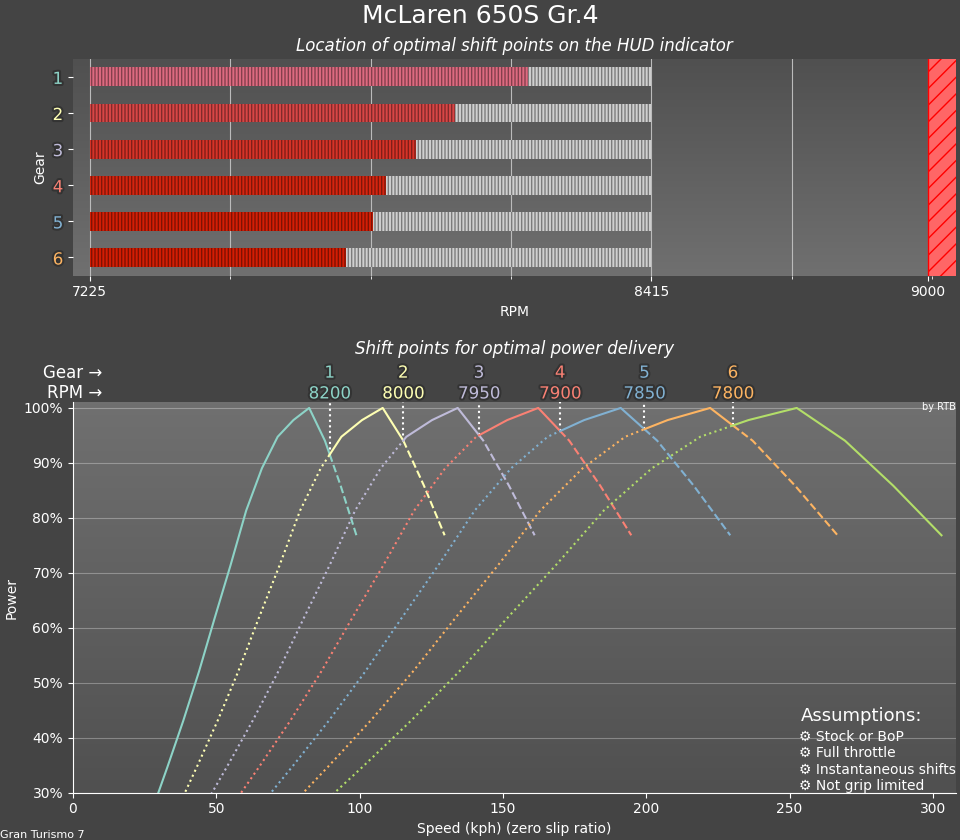 McLaren 650S Gr.4
Location of optimal shift points on the HUD indicator
Gear
1
2
3
4
5
6
7225 8415 9000
RPM
Shift points for optimal power delivery
Gear → 1 2 3 4 5 6
RPM → 8200 8000 7950 7900 7850 7800
by RTB
Power
100%
90%
80%
70%
60%
50%
40%
30%
Assumptions:
⚙ Stock or BoP
⚙ Full throttle
⚙ Instantaneous shifts
⚙ Not grip limited
0 50 100 150 200 250 300
Speed (kph) (zero slip ratio)
Gran Turismo 7